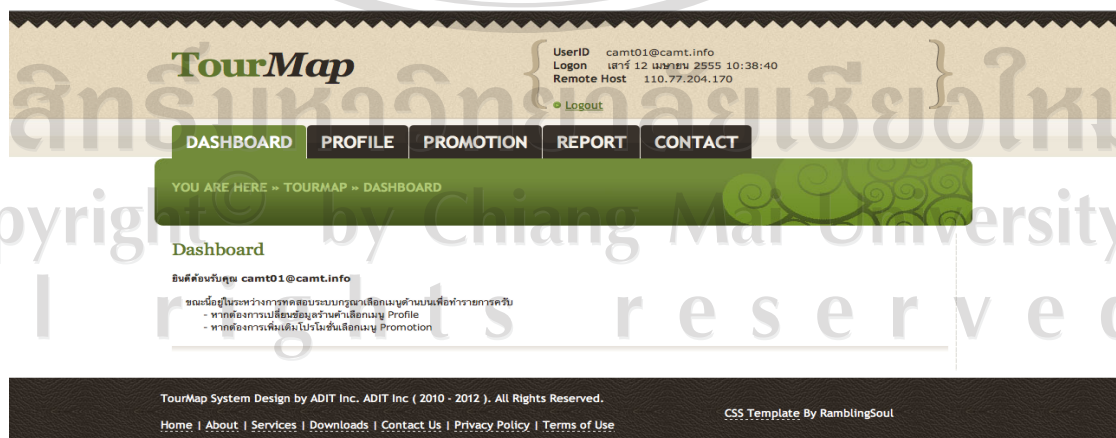 TourMap
UserID camt01@camt.info
Logon เสาร์ 12 เมษายน 2555 10:38:40
Remote Host 110.77.204.170
Logout
สิทธิ์มหาวิทยาลัยเชียงใหม่
DASHBOARD PROFILE PROMOTION REPORT CONTACT
YOU ARE HERE » TOURMAP » DASHBOARD
pyright© by Chiang Mai University
Dashboard
ยินดีต้อนรับคุณ camt01@camt.info
l rights reserve
ขณะนี้อยู่ในระหว่างการทดสอบระบบกรุณาเลือกเมนูด้านบนเพื่อทำรายการครับ
- หากต้องการเปลี่ยนข้อมูลร้านค้าเลือกเมนู Profile
- หากต้องการเพิ่มเติมโปรโมชั่นเลือกเมนู Promotion
TourMap System Design by ADIT Inc. ADIT Inc ( 2010 - 2012 ). All Rights Reserved.
CSS Template By RamblingSoul
Home | About | Services | Downloads | Contact Us | Privacy Policy | Terms of Use